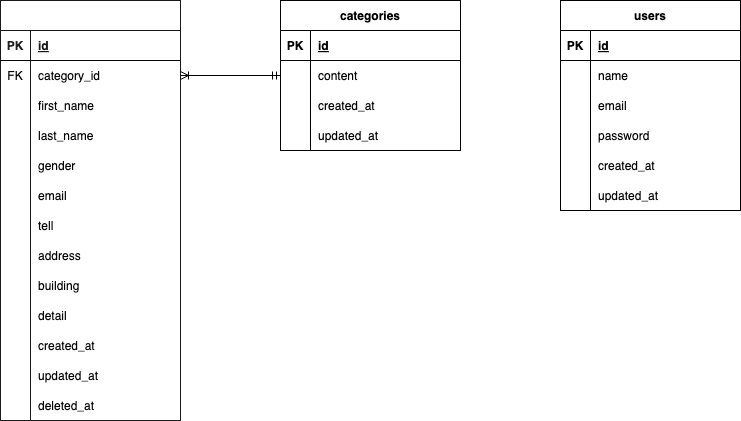 PK id
FK category_id
first_name
last_name
gender
email
tell
address
building
detail
created_at
updated_at
deleted_at
categories
PK id
content
created_at
updated_at
users
PK id
name
email
password
created_at
updated_at